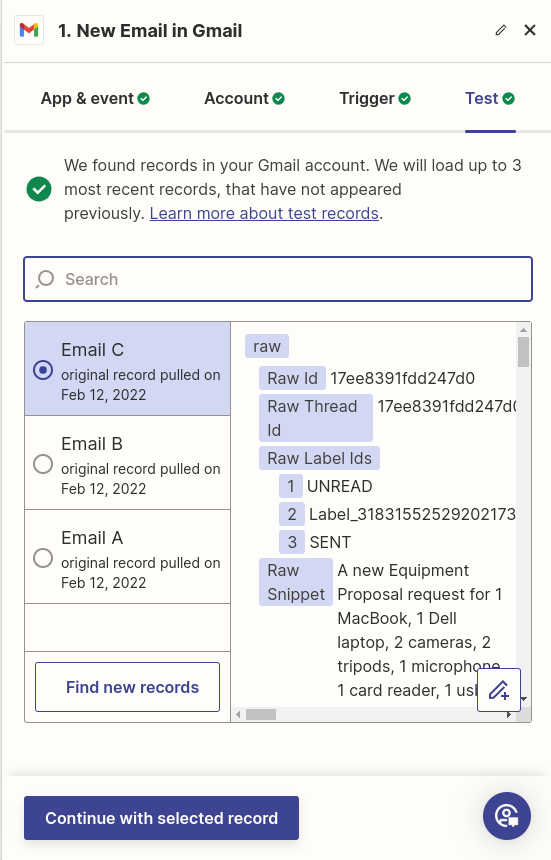 1. New Email in Gmail
App & event
Account
Trigger
Test
We found records in your Gmail account. We will load up to 3
most recent records, that have not appeared
previously. Learn more about test records.
Search
Email C
original record pulled on
Feb 12, 2022
Email B
original record pulled on
Feb 12, 2022
Email A
original record pulled on
Feb 12, 2022
Find new records
raw
Raw Id 17ee8391fdd247d0
Raw Thread 17ee8391fdd247d
Id
Raw Label Ids
1 UNREAD
2 Label_31831552529202173
3 SENT
Raw A new Equipment
Snippet Proposal request for 1
MacBook, 1 Dell
laptop, 2 cameras, 2
tripods, 1 microphone,
1 card reader, 1
Continue with selected record